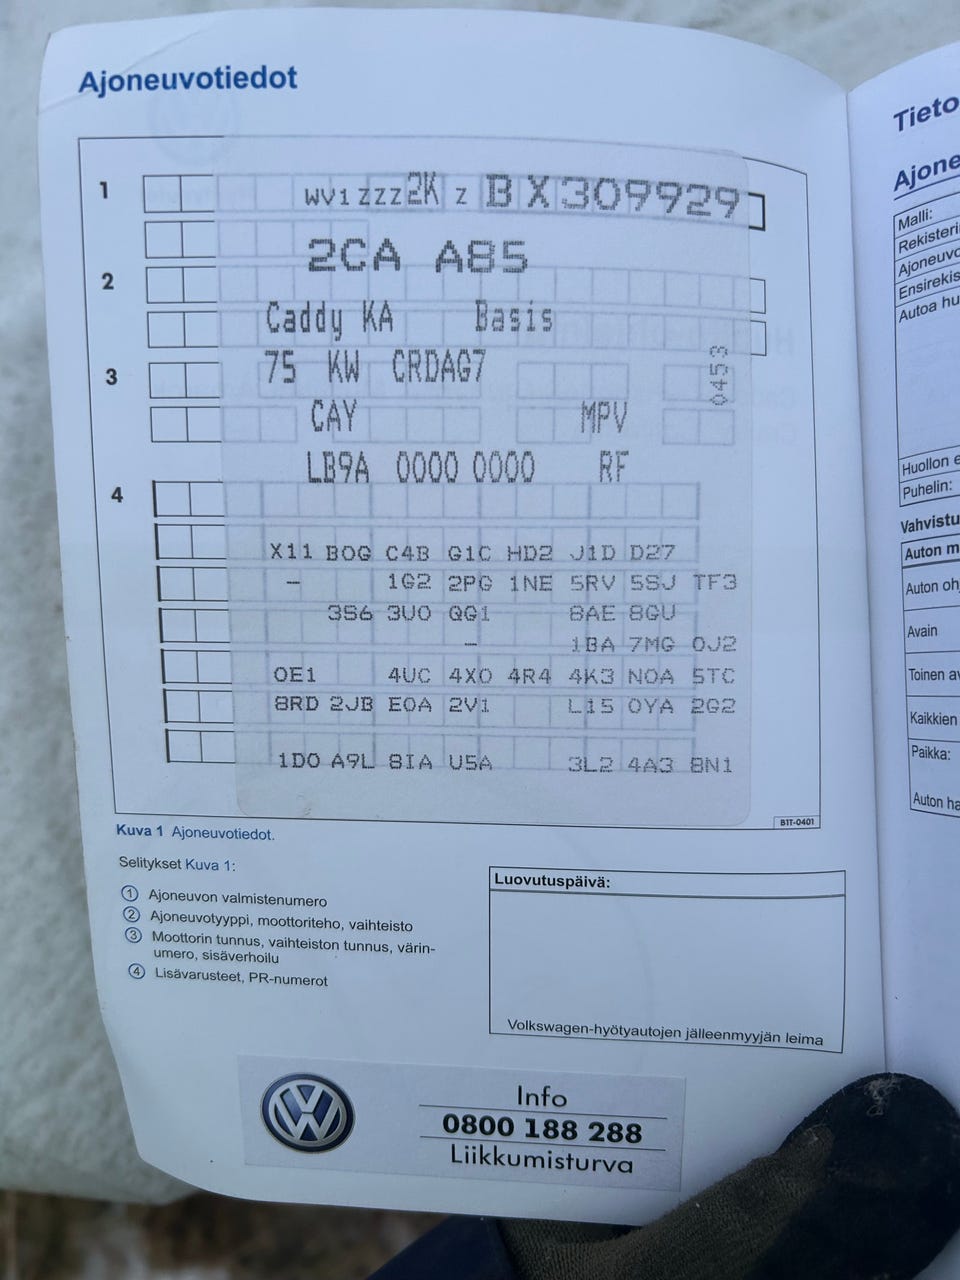 Ajoneuvotiedot
1
WV1ZZZ2K Z BX309929
2CA A85
2
Caddy KA Basis
3
75 KW CRDAG7
0453
CAY MPV
LB9A 0000 0000 RF
4
X11 B0G C4B G1C HD2 J1D D27
- 1G2 2PG 1NE 5RV 5SJ TF3
3S6 3U0 QG1 8AE 8GU
- 1BA 7MG 0J2
0E1 4UC 4X0 4R4 4K3 N0A 5TC
8RD 2JB E0A 2V1 L15 0YA 2G2
1D0 A9L 8IA U5A 3L2 4A3 8N1
B1T-0401
Kuva 1 Ajoneuvotiedot.
Selitykset Kuva 1:
1 Ajoneuvon valmistenumero
2 Ajoneuvotyyppi, moottoriteho, vaihteisto
3 Moottorin tunnus, vaihteiston tunnus, värin-
umero, sisäverhoilu
4 Lisävarusteet, PR-numerot
Luovutuspäivä:
Volkswagen-hyötyautojen jälleenmyyjän leima
Info
0800 188 288
Liikkumisturva
Tieto
Ajone
Malli:
Rekisteri
Ajoneuvo
Ensirekis
Autoa hu
Huollon e
Puhelin:
Vahvistu
Auton m
Auton ohj
Avain
Toinen av
Kaikkien
Paikka:
Auton ha